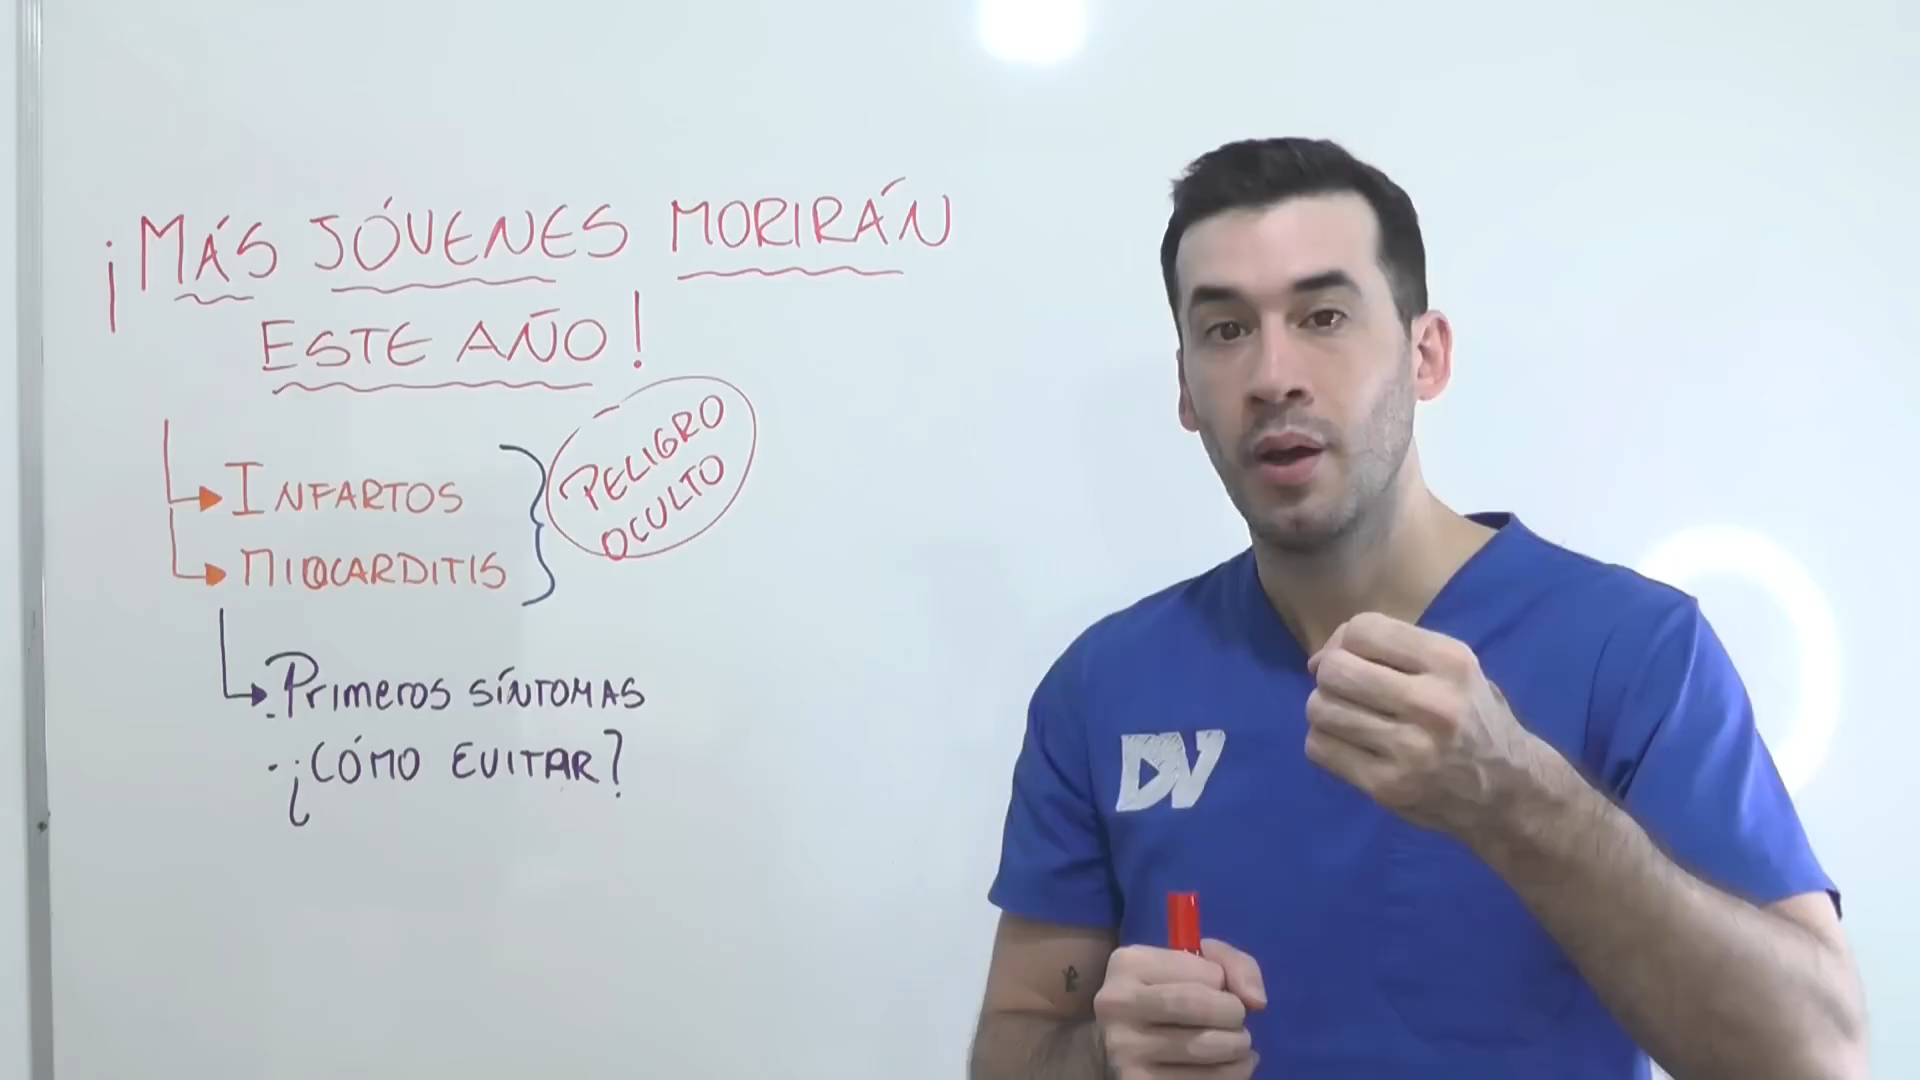 ¡MÁS JÓVENES MORIRÁN
ESTE AÑO!
INFARTOS
MIOCARDITIS
PELIGRO
OCULTO
- Primeros SÍNTOMAS
- ¿CÓMO EVITAR?
DV